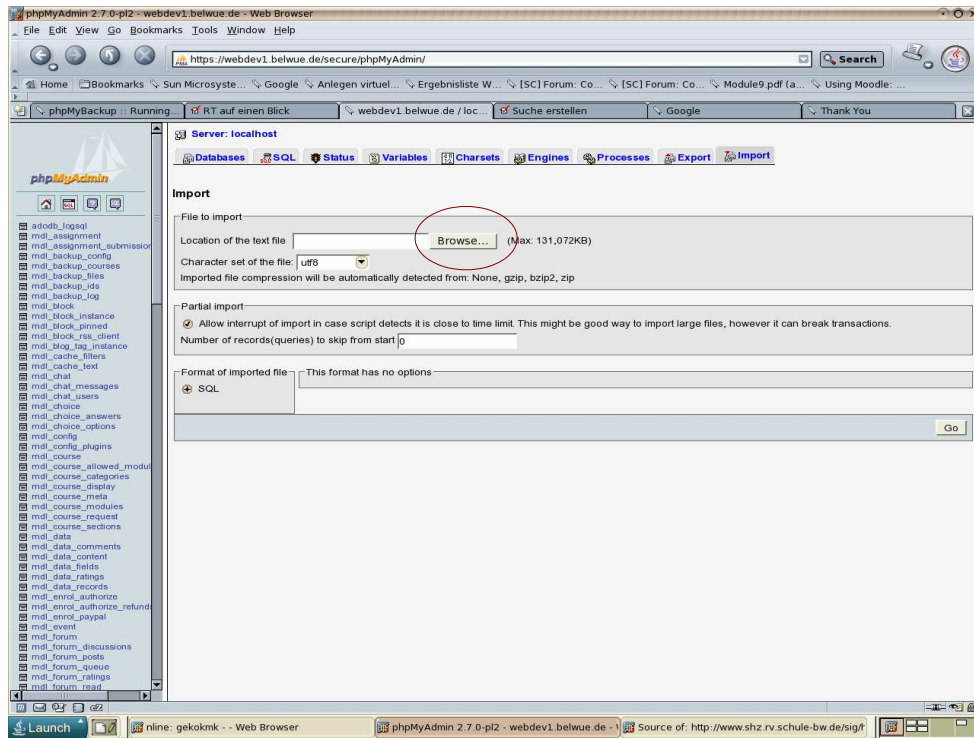 phpMyAdmin 2.7.0-pl2 - webdev1.belwue.de - Web Browser
File Edit View Go Bookmarks Tools Window Help
https://webdev1.belwue.de/secure/phpMyAdmin/
Search
Home Bookmarks Sun Microsyste... Google Anlegen virtuel... Ergebnisliste W... [SC] Forum: Co... [SC] Forum: Co... Module9.pdf (a... Using Moodle: ...
phpMyBackup :: Running... RT auf einen Blick webdev1.belwue.de / loc... Suche erstellen Google Thank You
phpMyAdmin
adodb_logsql
mdl_assignment
mdl_assignment_submission
mdl_backup_config
mdl_backup_courses
mdl_backup_files
mdl_backup_ids
mdl_backup_log
mdl_block
mdl_block_instance
mdl_block_pinned
mdl_block_rss_client
mdl_blog_tag_instance
mdl_cache_filters
mdl_cache_text
mdl_chat
mdl_chat_messages
mdl_chat_users
mdl_choice
mdl_choice_answers
mdl_choice_options
mdl_config
mdl_config_plugins
mdl_course
mdl_course_allowed_modul
mdl_course_categories
mdl_course_display
mdl_course_meta
mdl_course_modules
mdl_course_request
mdl_course_sections
mdl_data
mdl_data_comments
mdl_data_content
mdl_data_fields
mdl_data_ratings
mdl_data_records
mdl_enrol_authorize
mdl_enrol_authorize_refunds
mdl_enrol_paypal
mdl_event
mdl_forum
mdl_forum_discussions
mdl_forum_posts
mdl_forum_queue
mdl_forum_ratings
mdl_forum_read
Server: localhost
Databases SQL Status Variables Charsets Engines Processes Export Import
Import
File to import
Location of the text file Browse... (Max: 131,072KB)
Character set of the file: utf8
Imported file compression will be automatically detected from: None, gzip, bzip2, zip
Partial import
Allow interrupt of import in case script detects it is close to time limit. This might be good way to import large files, however it can break transactions.
Number of records(queries) to skip from start 0
Format of imported file
SQL
This format has no options
Go
Launch nline: gekokmk - - Web Browser phpMyAdmin 2.7.0-pl2 - webdev1.belwue.de - Source of: http://www.shz.rv.schule-bw.de/sig/